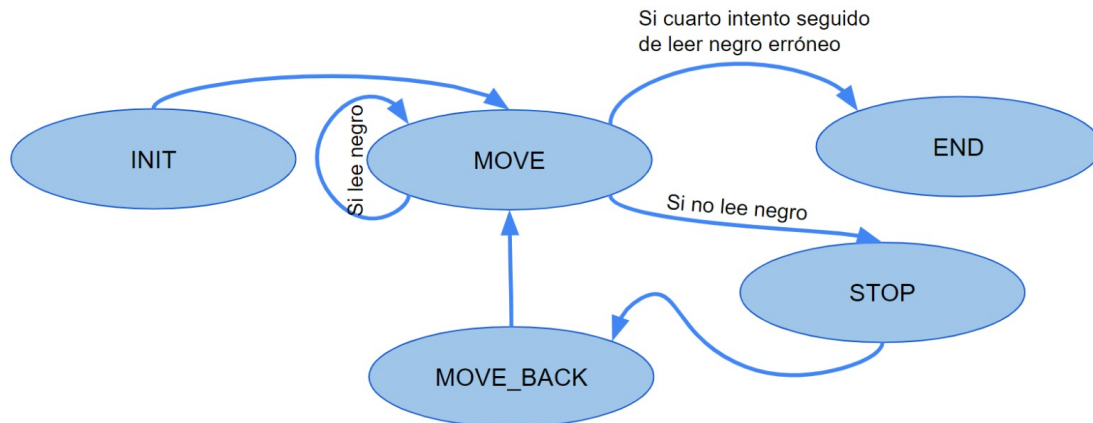 Si cuarto intento seguido
de leer negro erróneo
INIT
Si lee negro
MOVE
END
Si no lee negro
STOP
MOVE_BACK